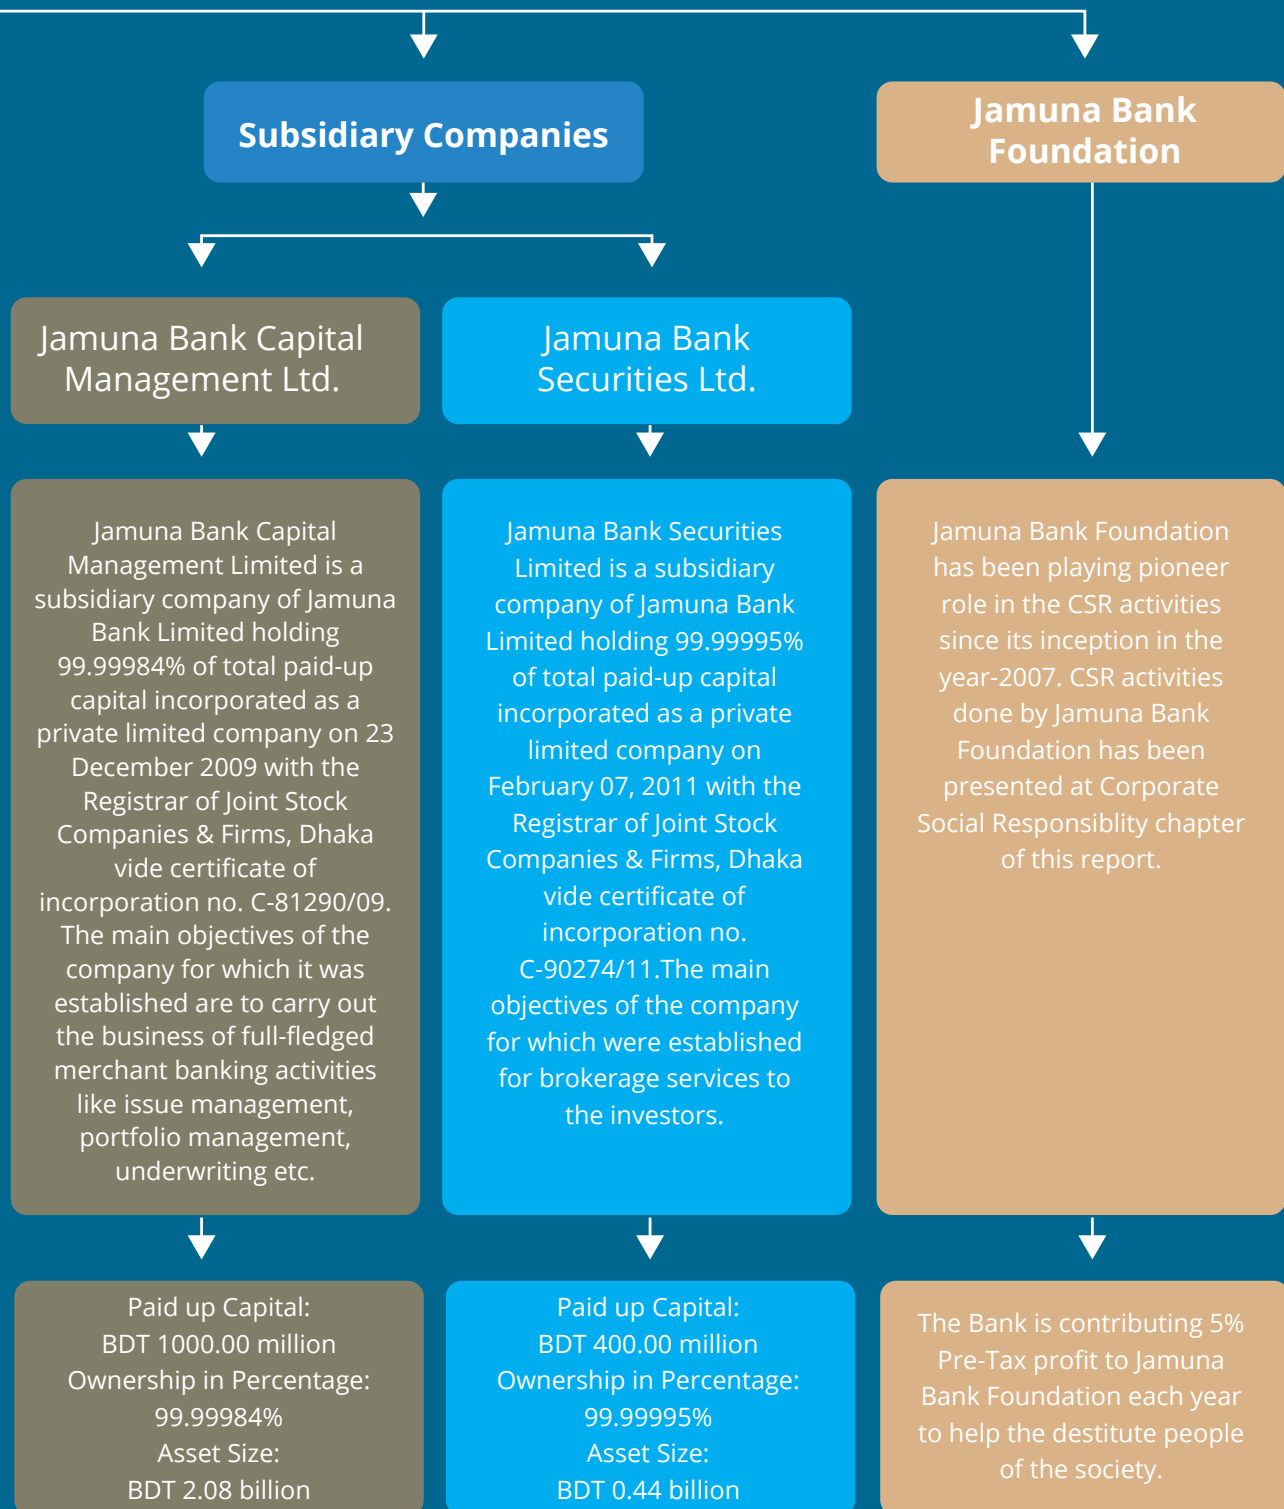 Subsidiary Companies
Jamuna Bank
Foundation
Jamuna Bank Capital
Management Ltd.
Jamuna Bank
Securities Ltd.
Jamuna Bank Capital
Management Limited is a
subsidiary company of Jamuna
Bank Limited holding
99.99984% of total paid-up
capital incorporated as a
private limited company on 23
December 2009 with the
Registrar of Joint Stock
Companies & Firms, Dhaka
vide certificate of
incorporation no. C-81290/09.
The main objectives of the
company for which it was
established are to carry out
the business of full-fledged
merchant banking activities
like issue management,
portfolio management,
underwriting etc.
Jamuna Bank Securities
Limited is a subsidiary
company of Jamuna Bank
Limited holding 99.99995%
of total paid-up capital
incorporated as a private
limited company on
February 07, 2011 with the
Registrar of Joint Stock
Companies & Firms, Dhaka
vide certificate of
incorporation no.
C-90274/11.The main
objectives of the company
for which were established
for brokerage services to
the investors.
Jamuna Bank Foundation
has been playing pioneer
role in the CSR activities
since its inception in the
year-2007. CSR activities
done by Jamuna Bank
Foundation has been
presented at Corporate
Social Responsiblity chapter
of this report.
Paid up Capital:
BDT 1000.00 million
Ownership in Percentage:
99.99984%
Asset Size:
BDT 2.08 billion
Paid up Capital:
BDT 400.00 million
Ownership in Percentage:
99.99995%
Asset Size:
BDT 0.44 billion
The Bank is contributing 5%
Pre-Tax profit to Jamuna
Bank Foundation each year
to help the destitute people
of the society.